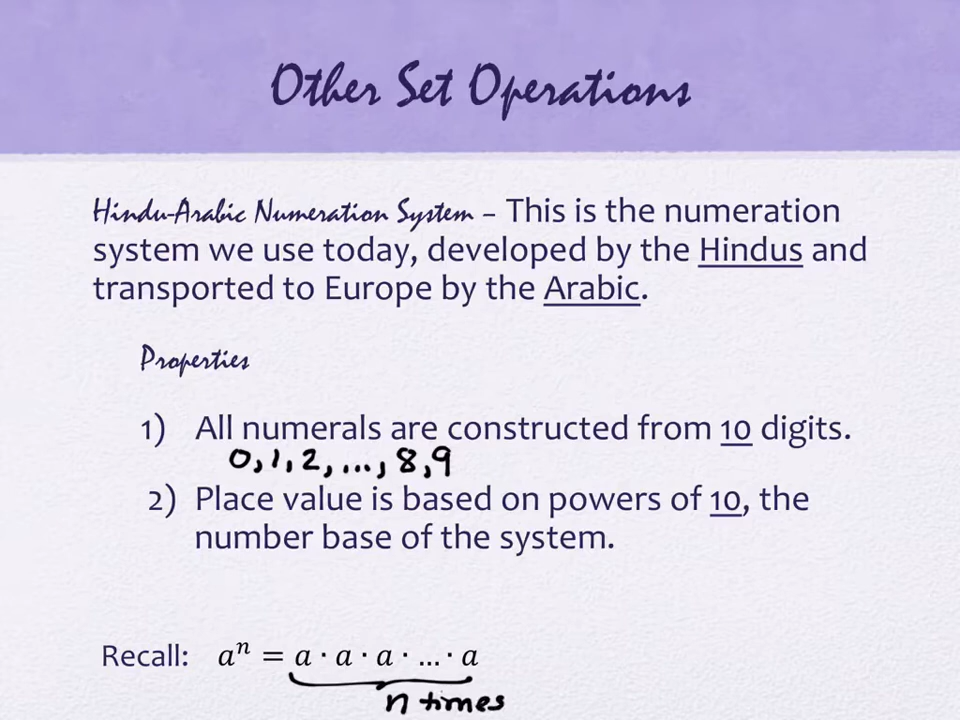 Other Set Operations
Hindu-Arabic Numeration System – This is the numeration
system we use today, developed by the Hindus and
transported to Europe by the Arabic.
Properties
1) All numerals are constructed from 10 digits.
0,1,2,...,8,9
2) Place value is based on powers of 10, the
number base of the system.
Recall: aⁿ = a · a · a · ... · a
n times